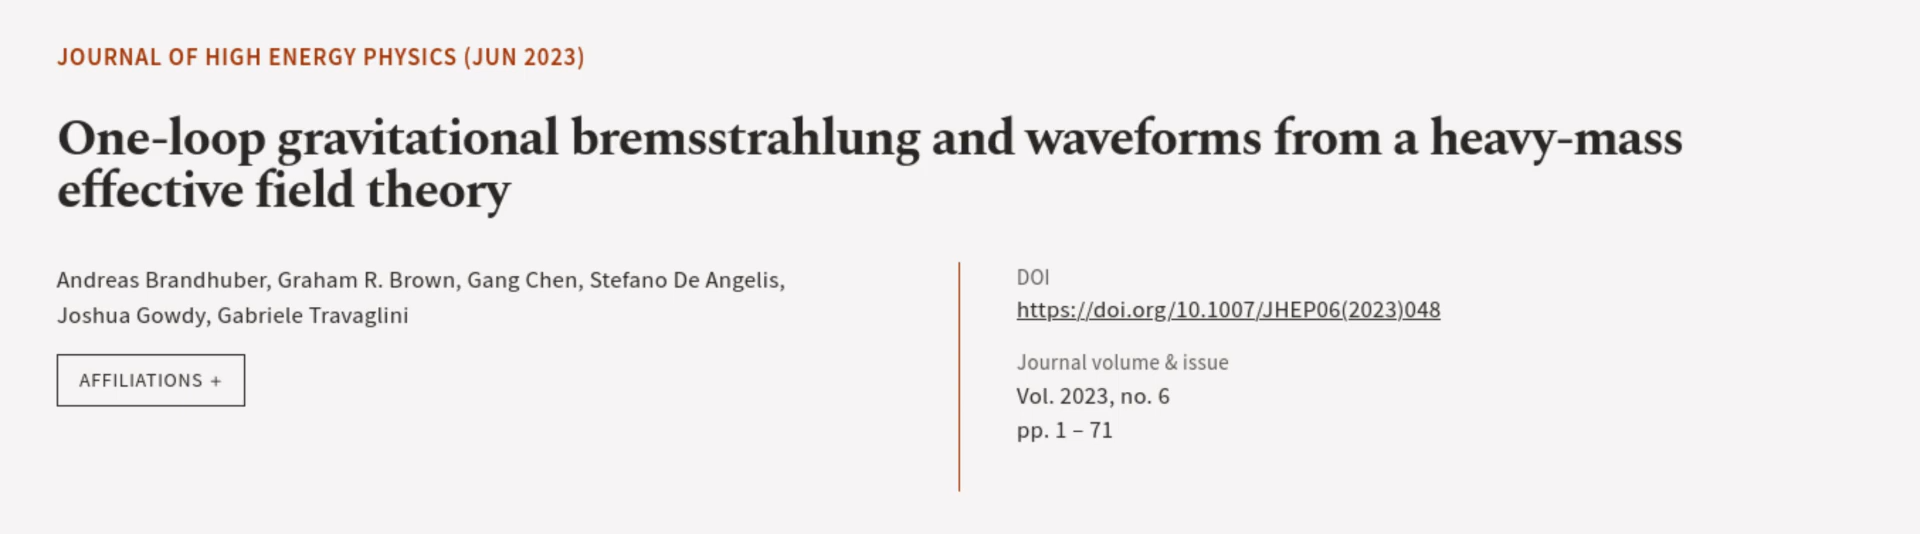 JOURNAL OF HIGH ENERGY PHYSICS (JUN 2023)
One-loop gravitational bremsstrahlung and waveforms from a heavy-mass
effective field theory
Andreas Brandhuber, Graham R. Brown, Gang Chen, Stefano De Angelis,
Joshua Gowdy, Gabriele Travaglini
AFFILIATIONS +
DOI
https://doi.org/10.1007/JHEP06(2023)048
Journal volume & issue
Vol. 2023, no. 6
pp. 1 – 71